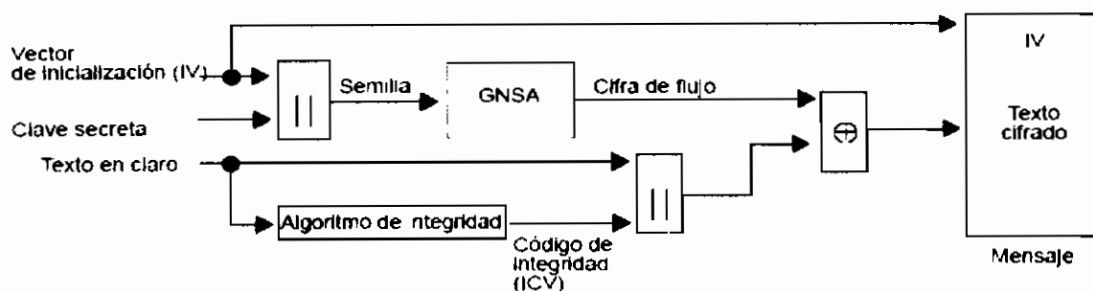 Vector
de inicialización (IV)
Clave secreta
Texto en claro
||
Semilia
GNSA
Cifra de flujo
Algoritmo de ntegridad
Código de
Integridad
(ICV)
||
⊕
IV
Texto
cifrado
Mensaje